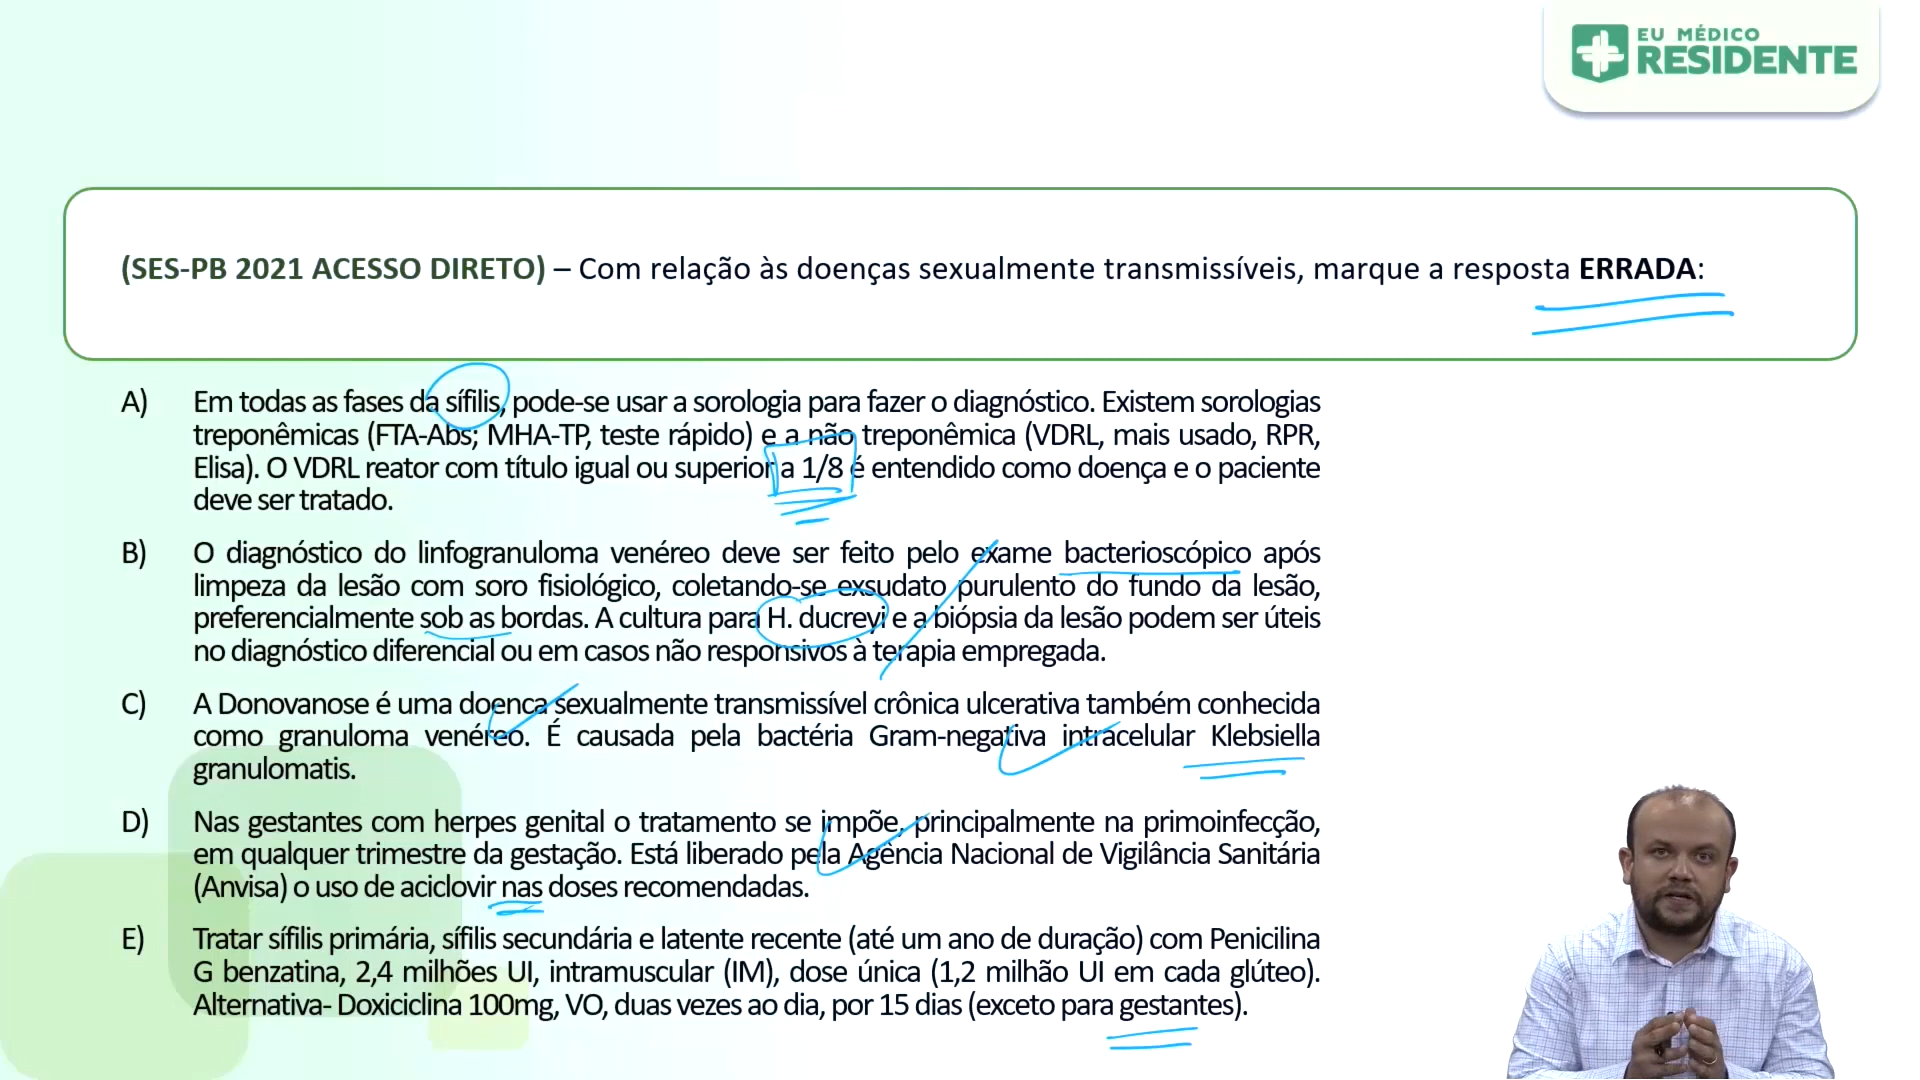 EU MÉDICO
RESIDENTE
(SES-PB 2021 ACESSO DIRETO) – Com relação às doenças sexualmente transmissíveis, marque a resposta ERRADA:
A) Em todas as fases da sífilis, pode-se usar a sorologia para fazer o diagnóstico. Existem sorologias
treponêmicas (FTA-Abs; MHA-TP, teste rápido) e a não treponêmica (VDRL, mais usado, RPR,
Elisa). O VDRL reator com título igual ou superior a 1/8 é entendido como doença e o paciente
deve ser tratado.
B) O diagnóstico do linfogranuloma venéreo deve ser feito pelo exame bacterioscópico após
limpeza da lesão com soro fisiológico, coletando-se exsudato purulento do fundo da lesão,
preferencialmente sob as bordas. A cultura para H. ducreyi e a biópsia da lesão podem ser úteis
no diagnóstico diferencial ou em casos não responsivos à terapia empregada.
C) A Donovanose é uma doença sexualmente transmissível crônica ulcerativa também conhecida
como granuloma venéreo. É causada pela bactéria Gram-negativa intracelular Klebsiella
granulomatis.
D) Nas gestantes com herpes genital o tratamento se impõe, principalmente na primoinfecção,
em qualquer trimestre da gestação. Está liberado pela Agência Nacional de Vigilância Sanitária
(Anvisa) o uso de aciclovir nas doses recomendadas.
E) Tratar sífilis primária, sífilis secundária e latente recente (até um ano de duração) com Penicilina
G benzatina, 2,4 milhões UI, intramuscular (IM), dose única (1,2 milhão UI em cada glúteo).
Alternativa- Doxiciclina 100mg, VO, duas vezes ao dia, por 15 dias (exceto para gestantes).